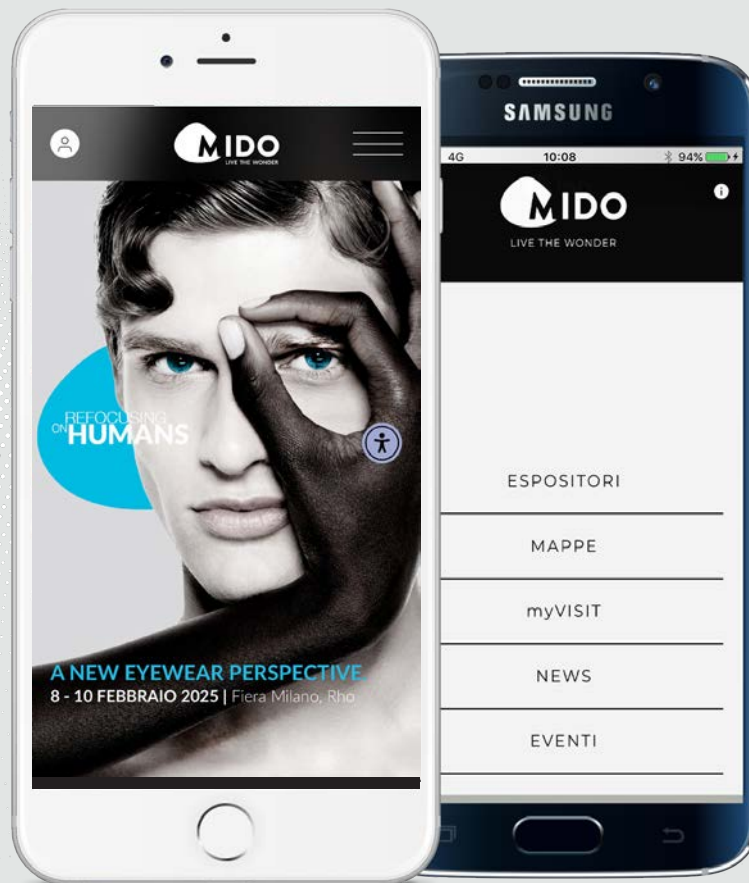 MIDO
LIVE THE WONDER
REFOCUSING
ON HUMANS
A NEW EYEWEAR PERSPECTIVE.
8 - 10 FEBBRAIO 2025 | Fiera Milano, Rho
SAMSUNG
4G 10:08 94%
MIDO
LIVE THE WONDER
i
ESPOSITORI
MAPPE
myVISIT
NEWS
EVENTI